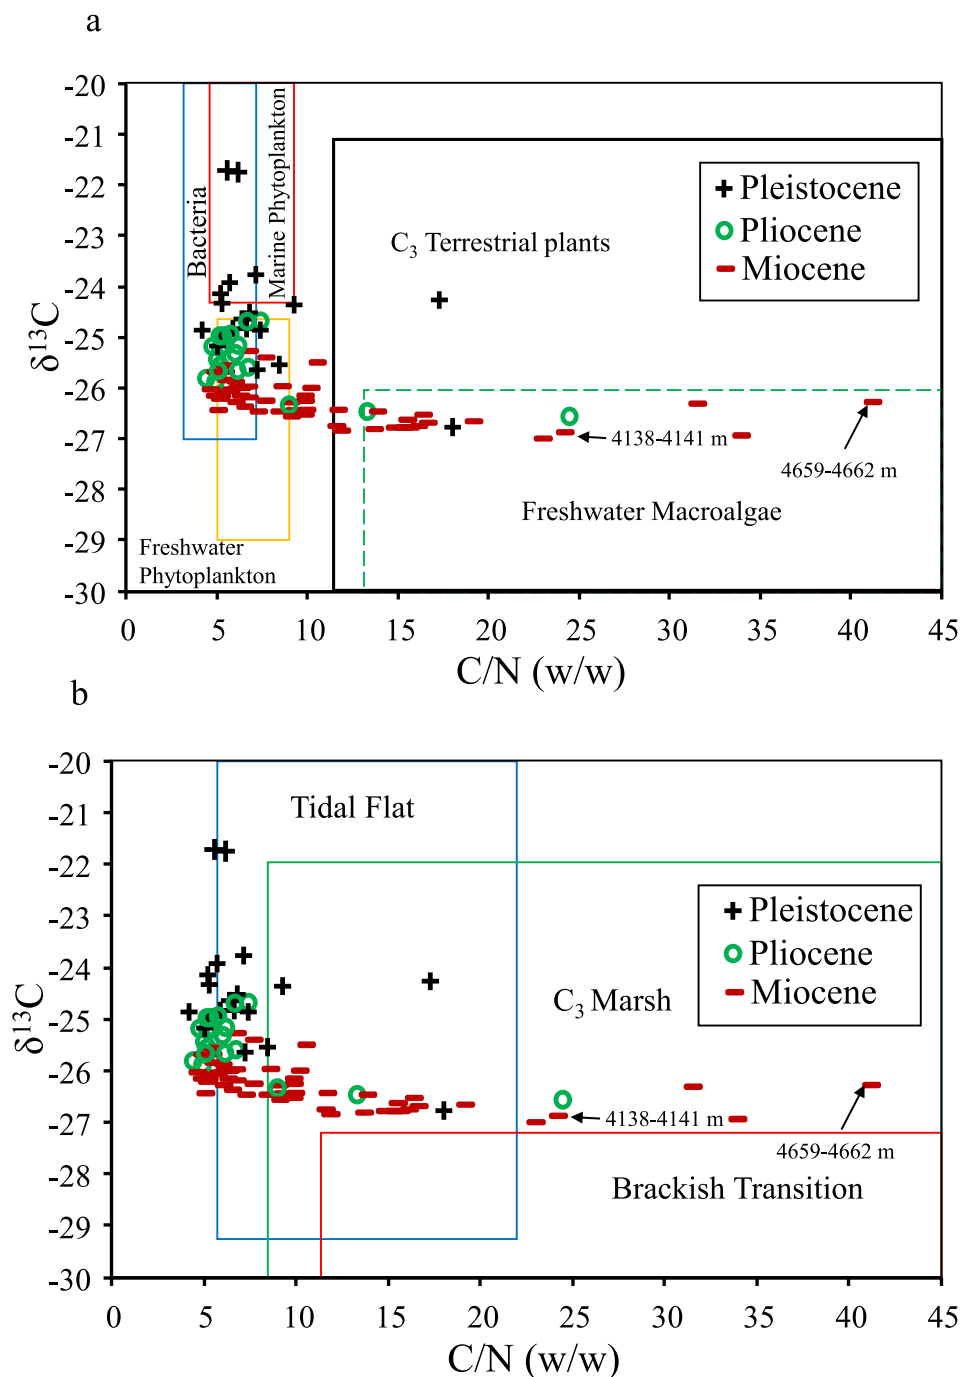 a
-20
-21
-22
-23
-24
-25
-26
-27
-28
-29
-30
δ¹³C
Bacteria
Marine Phytoplankton
C₃ Terrestrial plants
Pleistocene
Pliocene
Miocene
4138-4141 m
4659-4662 m
Freshwater Macroalgae
Freshwater
Phytoplankton
0 5 10 15 20 25 30 35 40 45
C/N (w/w)
b
-20
-21
-22
-23
-24
-25
-26
-27
-28
-29
-30
δ¹³C
Tidal Flat
Pleistocene
Pliocene
Miocene
C₃ Marsh
4138-4141 m
4659-4662 m
Brackish Transition
0 5 10 15 20 25 30 35 40 45
C/N (w/w)